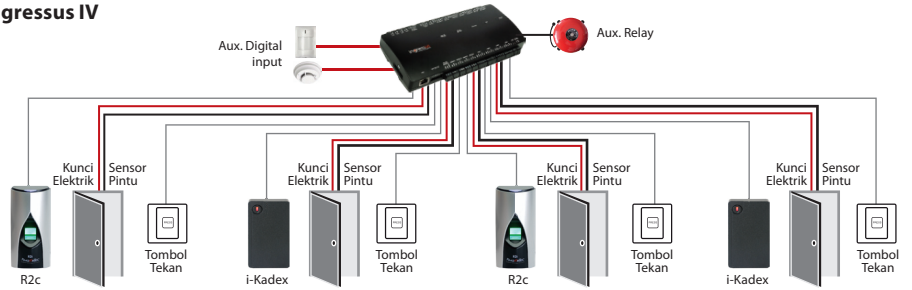 gressus IV
Aux. Digital
input
Aux. Relay
Kunci
Elektrik
Sensor
Pintu
R2c
Tombol
Tekan
Kunci
Elektrik
Sensor
Pintu
i-Kadex
Tombol
Tekan
Kunci
Elektrik
Sensor
Pintu
R2c
Tombol
Tekan
Kunci
Elektrik
Sensor
Pintu
i-Kadex
Tombol
Tekan